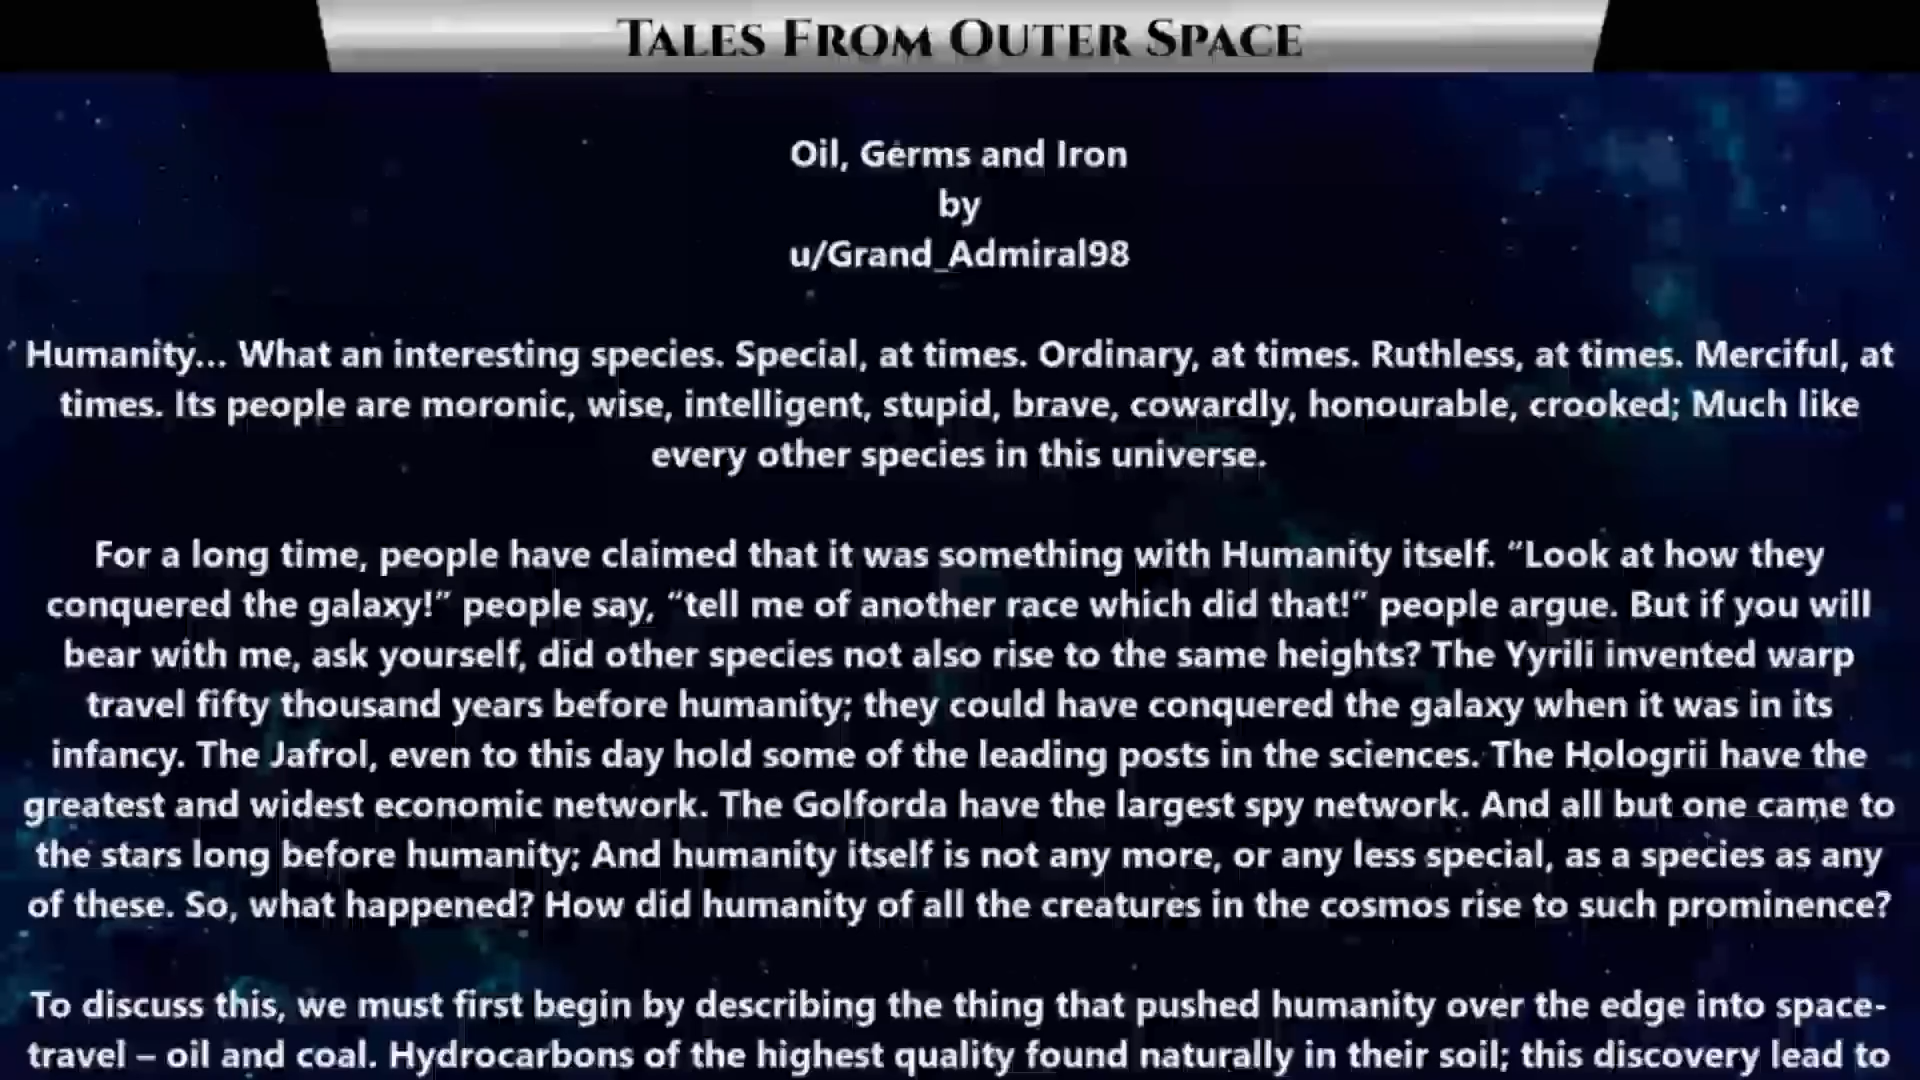 Tales From Outer Space
Oil, Germs and Iron
by
u/Grand_Admiral98
Humanity... What an interesting species. Special, at times. Ordinary, at times. Ruthless, at times. Merciful, at
times. Its people are moronic, wise, intelligent, stupid, brave, cowardly, honourable, crooked; Much like
every other species in this universe.
For a long time, people have claimed that it was something with Humanity itself. “Look at how they
conquered the galaxy!” people say, “tell me of another race which did that!” people argue. But if you will
bear with me, ask yourself, did other species not also rise to the same heights? The Yyrili invented warp
travel fifty thousand years before humanity; they could have conquered the galaxy when it was in its
infancy. The Jafrol, even to this day hold some of the leading posts in the sciences. The Hologrii have the
greatest and widest economic network. The Golforda have the largest spy network. And all but one came to
the stars long before humanity; And humanity itself is not any more, or any less special, as a species as any
of these. So, what happened? How did humanity of all the creatures in the cosmos rise to such prominence?
To discuss this, we must first begin by describing the thing that pushed humanity over the edge into space-
travel – oil and coal. Hydrocarbons of the highest quality found naturally in their soil; this discovery lead to